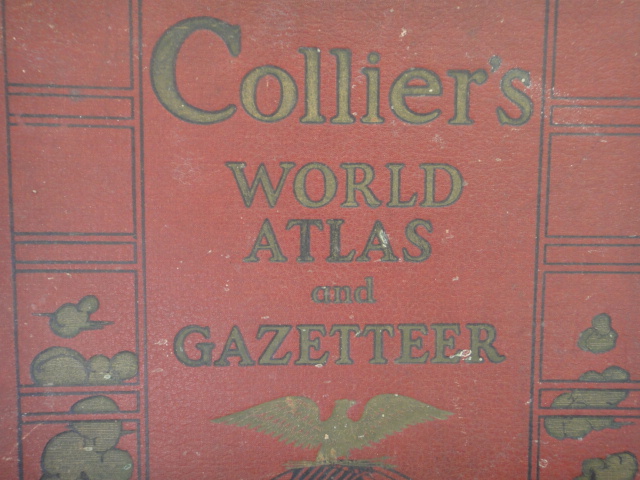 Collier's
WORLD
ATLAS
and
GAZETTEER